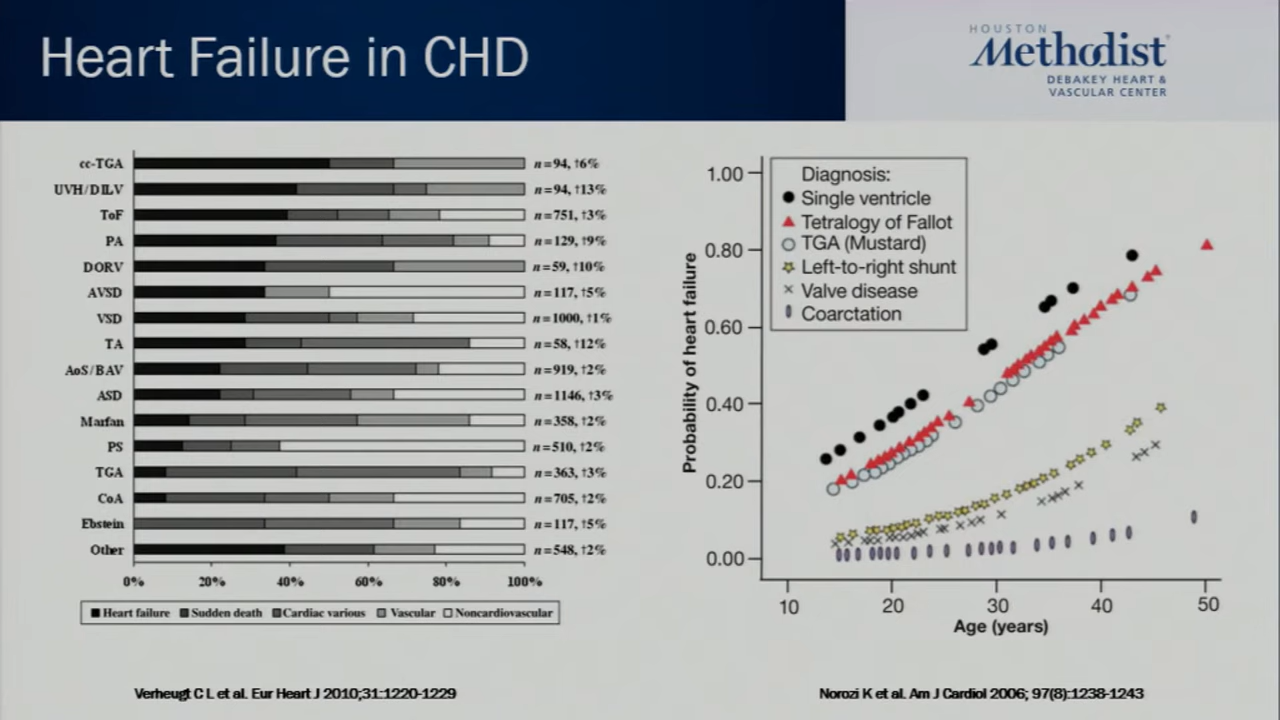 Heart Failure in CHD
HOUSTON
Methodist
DEBAKEY HEART &
VASCULAR CENTER
cc-TGA n=94, †6%
UVH/DILV n=94, †13%
ToF n=751, †3%
PA n=129, †9%
DORV n=59, †10%
AVSD n=117, †5%
VSD n=1000, †1%
TA n=58, †12%
AoS/BAV n=919, †2%
ASD n=1146, †3%
Marfan n=358, †2%
PS n=510, †2%
TGA n=363, †3%
CoA n=705, †2%
Ebstein n=117, †5%
Other n=548, †2%
0% 20% 40% 60% 80% 100%
Heart failure Sudden death Cardiac various Vascular Noncardiovascular
Verheugt C L et al. Eur Heart J 2010;31:1220-1229
Probability of heart failure
1.00
0.80
0.60
0.40
0.20
0.00
Diagnosis:
Single ventricle
Tetralogy of Fallot
TGA (Mustard)
Left-to-right shunt
Valve disease
Coarctation
10 20 30 40 50
Age (years)
Norozi K et al. Am J Cardiol 2006; 97(8):1238-1243